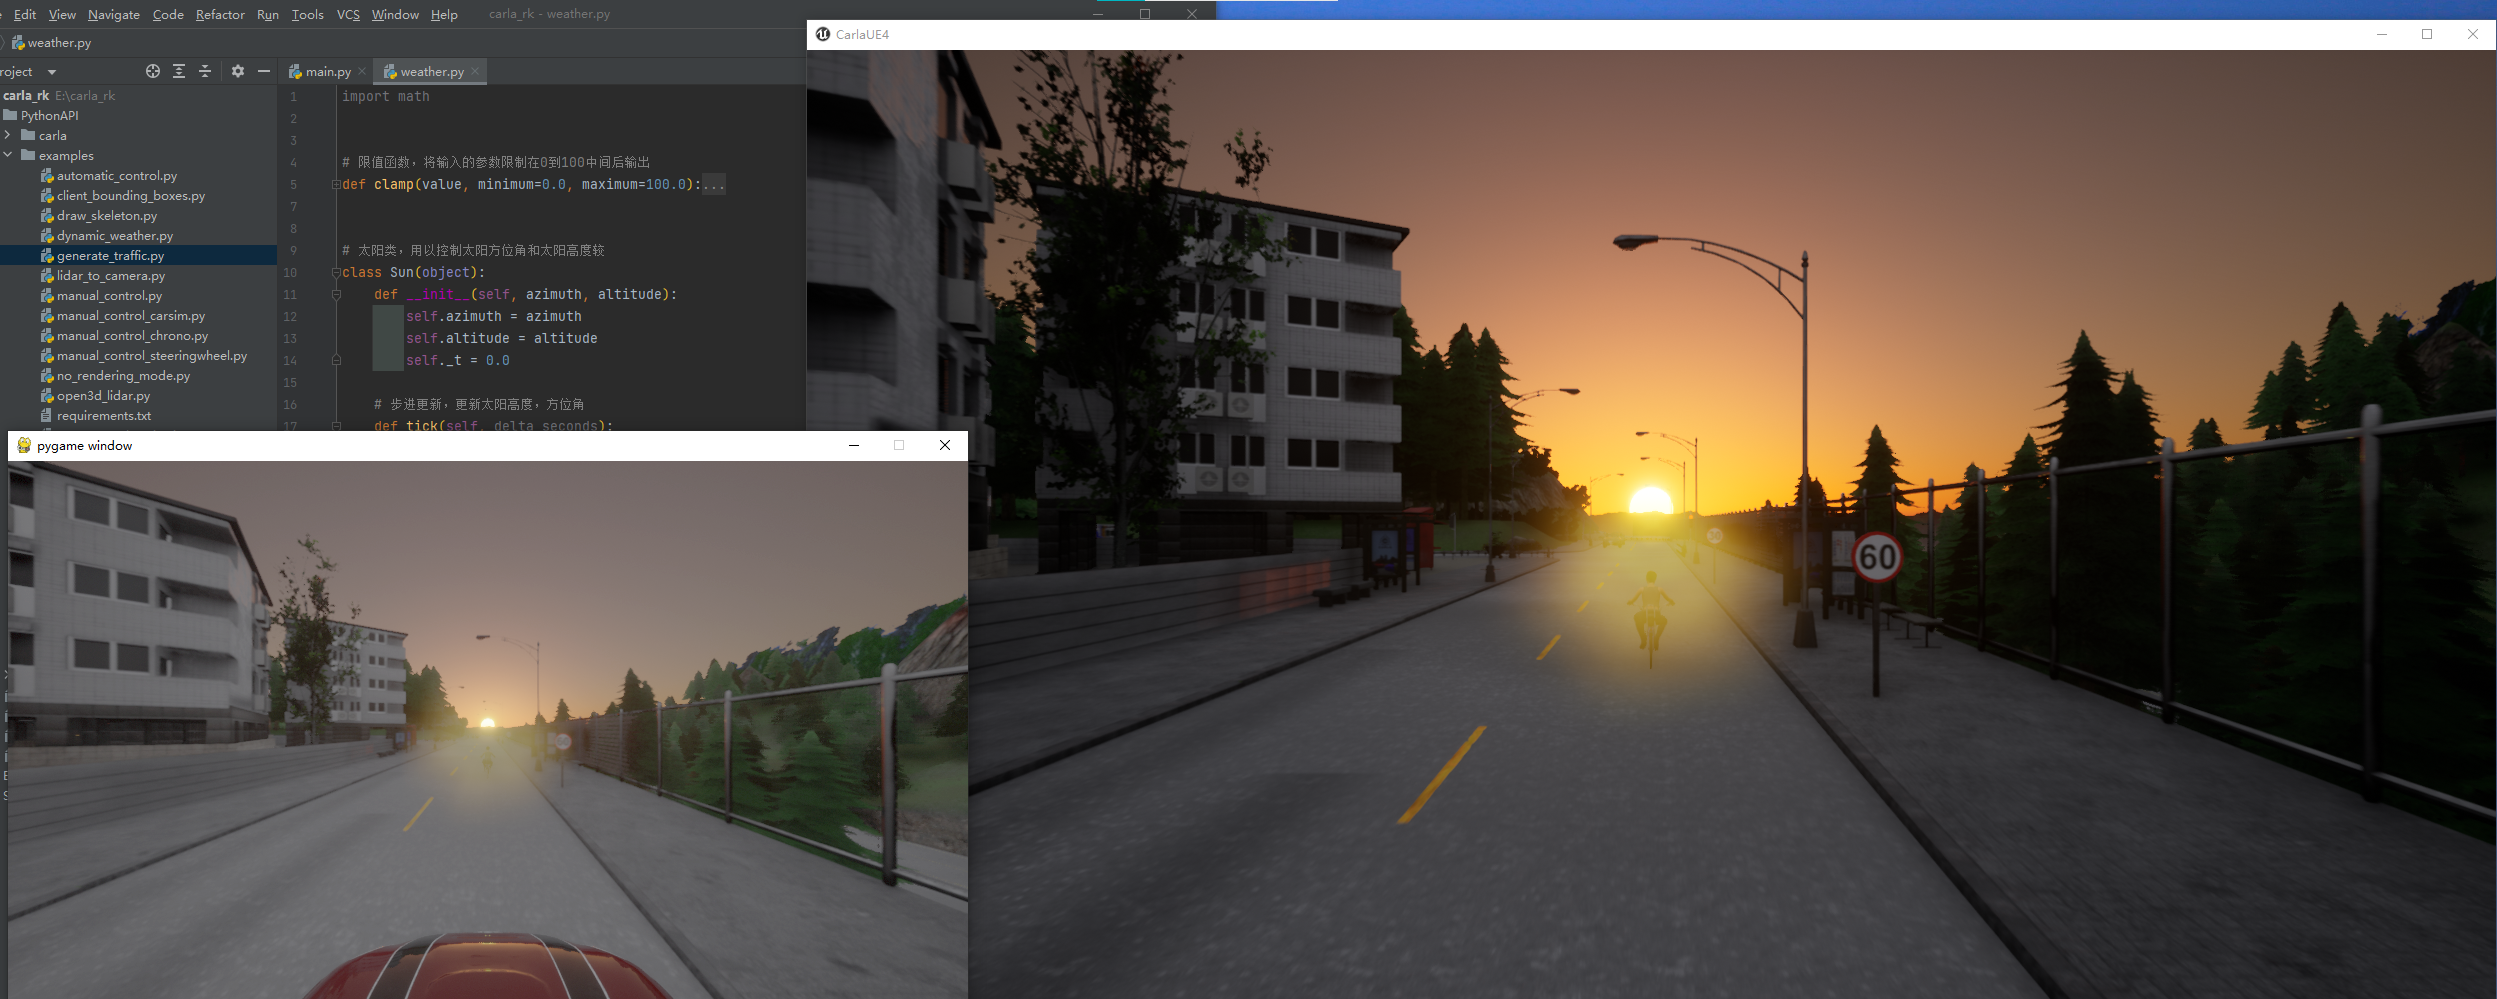 Edit View Navigate Code Refactor Run Tools VCS Window Help carla_rk - weather.py
weather.py
roject
main.py
weather.py
carla_rk E:\carla_rk
PythonAPI
carla
examples
automatic_control.py
client_bounding_boxes.py
draw_skeleton.py
dynamic_weather.py
generate_traffic.py
lidar_to_camera.py
manual_control.py
manual_control_carsim.py
manual_control_chrono.py
manual_control_steeringwheel.py
no_rendering_mode.py
open3d_lidar.py
requirements.txt
1 import math
2
3
4 # 限值函数，将输入的参数限制在0到100中间后输出
5 def clamp(value, minimum=0.0, maximum=100.0):...
7
8
9 # 太阳类，用以控制太阳方位角和太阳高度较
10 class Sun(object):
11 def __init__(self, azimuth, altitude):
12 self.azimuth = azimuth
13 self.altitude = altitude
14 self._t = 0.0
15
16 # 步进更新，更新太阳高度，方位角
17 def tick(self, delta_seconds):
pygame window
CarlaUE4
60